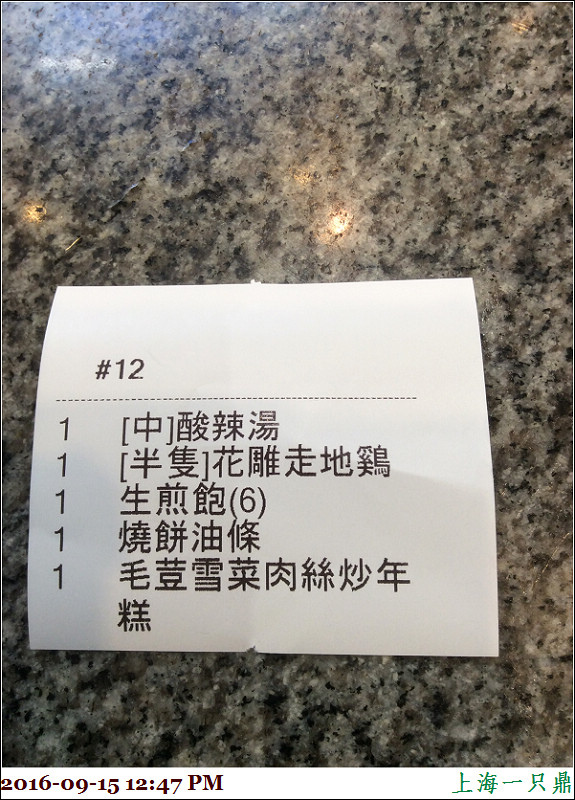 #12
1 [中]酸辣湯
1 [半隻]花雕走地鷄
1 生煎飽(6)
1 燒餅油條
1 毛荳雪菜肉絲炒年
糕
2016-09-15 12:47 PM 上海一只鼎